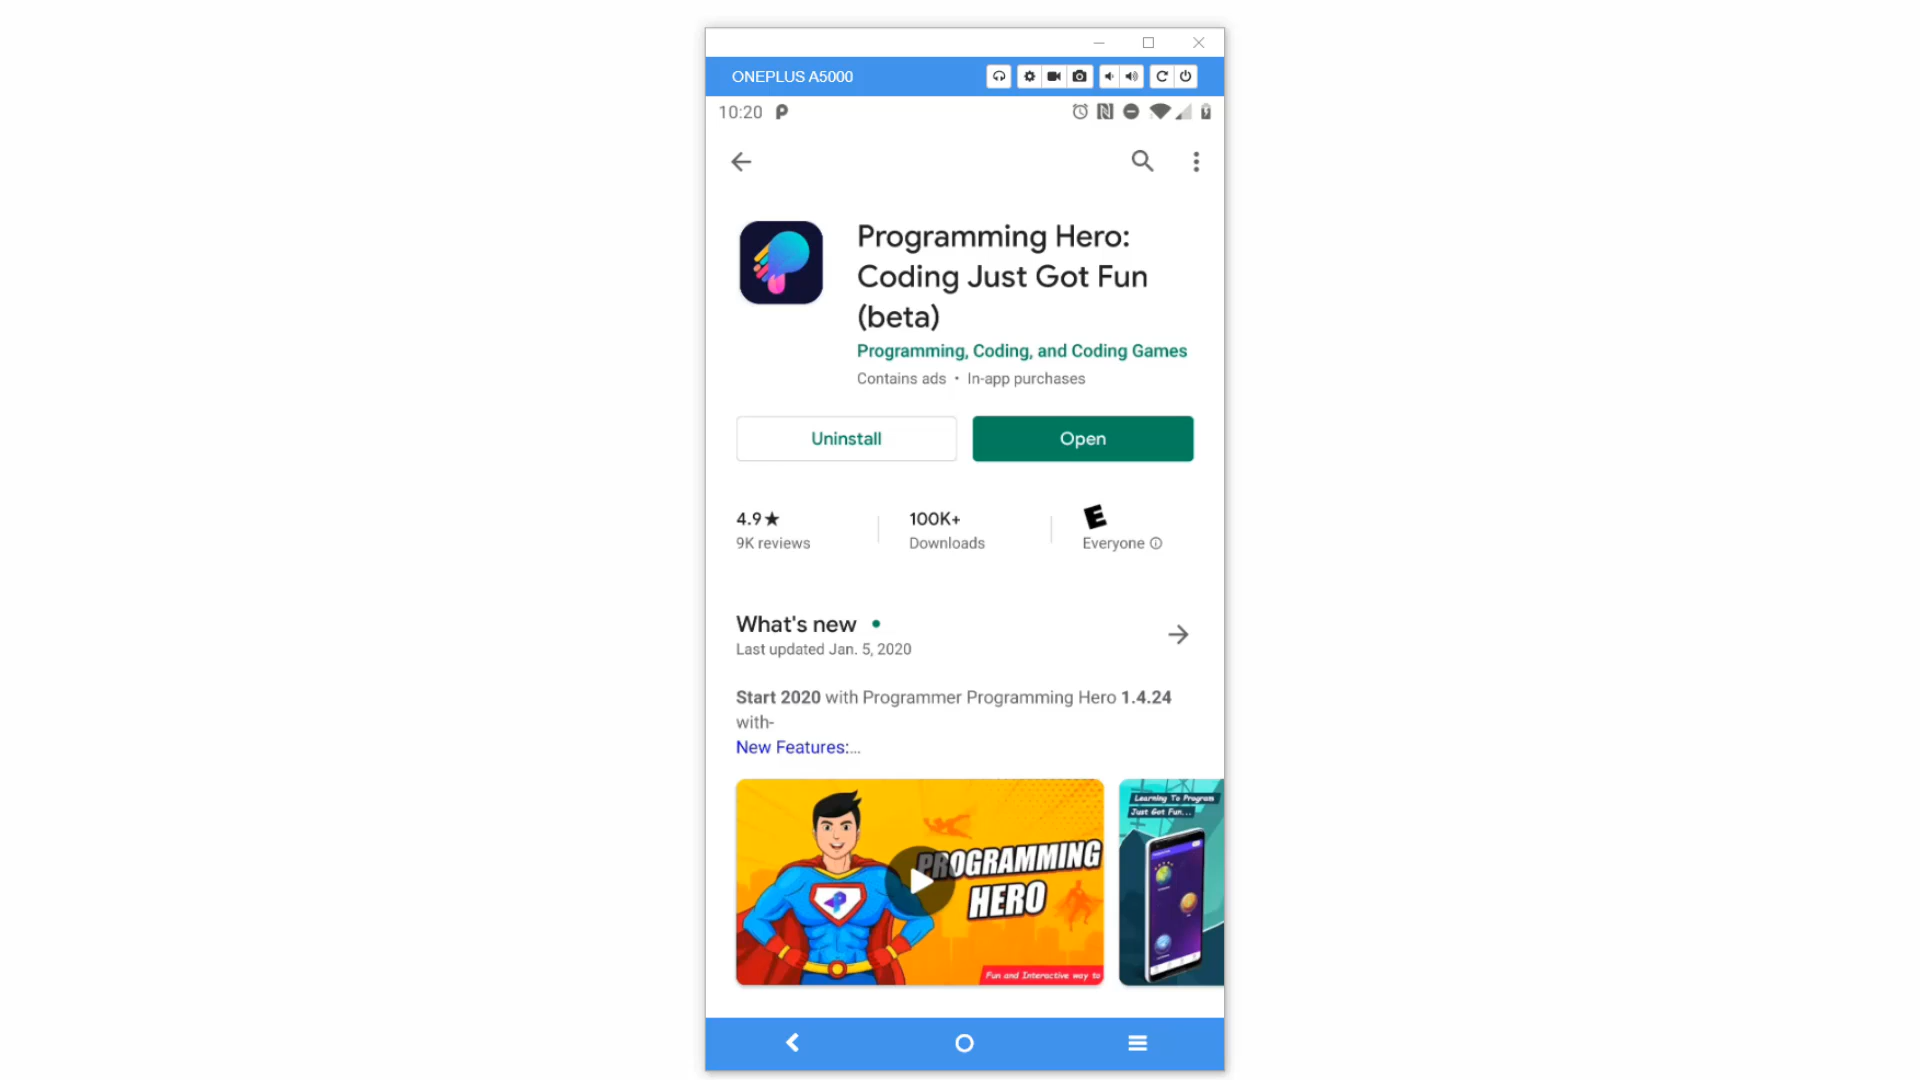 ONEPLUS A5000
10:20
Programming Hero:
Coding Just Got Fun
(beta)
Programming, Coding, and Coding Games
Contains ads • In-app purchases
Uninstall
Open
4.9★
9K reviews
100K+
Downloads
E
Everyone
What's new
Last updated Jan. 5, 2020
Start 2020 with Programmer Programming Hero 1.4.24
with-
New Features:...
PROGRAMMING
HERO
Fun and Interactive way to
Learning To Program
Just Got Fun...